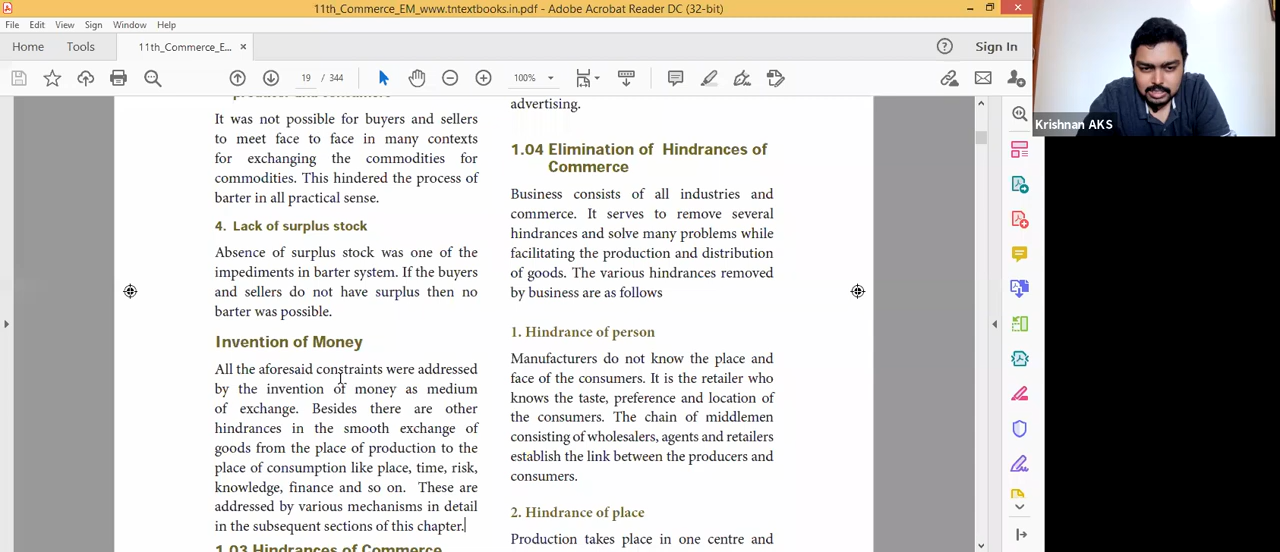 11th_Commerce_EM_www.tntextbooks.in.pdf - Adobe Acrobat Reader DC (32-bit)
File Edit View Sign Window Help
Home Tools 11th_Commerce_E... ×
Sign In
19 / 344
100%
Krishnan AKS
It was not possible for buyers and sellers
to meet face to face in many contexts
for exchanging the commodities for
commodities. This hindered the process of
barter in all practical sense.
4. Lack of surplus stock
Absence of surplus stock was one of the
impediments in barter system. If the buyers
and sellers do not have surplus then no
barter was possible.
Invention of Money
All the aforesaid constraints were addressed
by the invention of money as medium
of exchange. Besides there are other
hindrances in the smooth exchange of
goods from the place of production to the
place of consumption like place, time, risk,
knowledge, finance and so on. These are
addressed by various mechanisms in detail
in the subsequent sections of this chapter.
1.03 Hindrances of Commerce
advertising.
1.04 Elimination of Hindrances of
Commerce
Business consists of all industries and
commerce. It serves to remove several
hindrances and solve many problems while
facilitating the production and distribution
of goods. The various hindrances removed
by business are as follows
1. Hindrance of person
Manufacturers do not know the place and
face of the consumers. It is the retailer who
knows the taste, preference and location of
the consumers. The chain of middlemen
consisting of wholesalers, agents and retailers
establish the link between the producers and
consumers.
2. Hindrance of place
Production takes place in one centre and